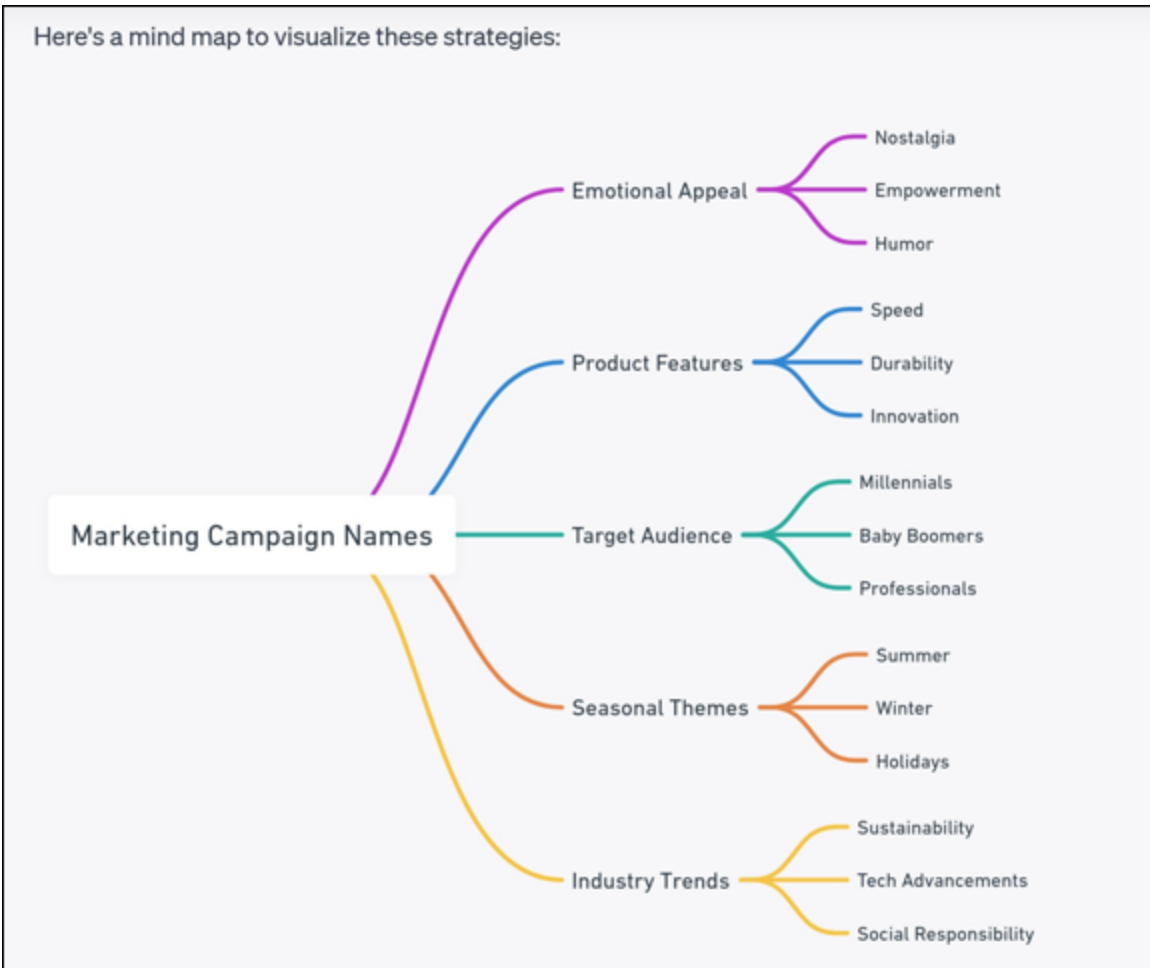 Here's a mind map to visualize these strategies:
Marketing Campaign Names
Emotional Appeal
Nostalgia
Empowerment
Humor
Product Features
Speed
Durability
Innovation
Target Audience
Millennials
Baby Boomers
Professionals
Seasonal Themes
Summer
Winter
Holidays
Industry Trends
Sustainability
Tech Advancements
Social Responsibility